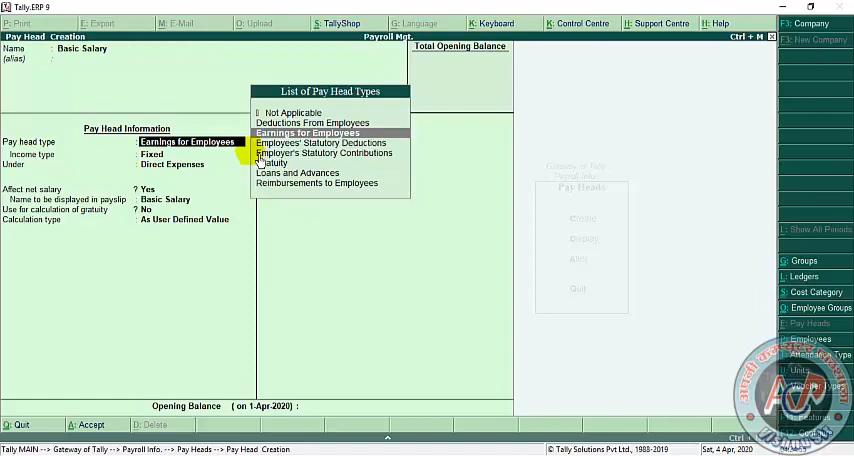 Tally.ERP 9
P: Print
E: Export
M: E-Mail
O: Upload
S: TallyShop
G: Language
K: Keyboard
K: Control Centre
H: Support Centre
H: Help
Pay Head Creation
Payroll Mgt.
Ctrl + M
Name : Basic Salary
(alias) :
Total Opening Balance
List of Pay Head Types
Not Applicable
Deductions From Employees
Earnings for Employees
Employees' Statutory Deductions
Employer's Statutory Contributions
Loans and Advances
Reimbursements to Employees
Pay Head Information
Pay head type : Earnings for Employees
Income type : Fixed
Under : Direct Expenses
Affect net salary ? Yes
Name to be displayed in payslip : Basic Salary
Use for calculation of gratuity ? No
Calculation type : As User Defined Value
Gateway of Tally
Payroll Info.
Pay Heads
Create
Display
Alter
Quit
Opening Balance ( on 1-Apr-2020) :
F3: Company
F3: New Company
L: Show All Periods
G: Groups
L: Ledgers
S: Cost Category
O: Employee Groups
E: Pay Heads
P: Employees
Attendance Type
U: Units
Voucher Types
F11: Features
F12: Configure
Q: Quit
A: Accept
D: Delete
Tally MAIN --> Gateway of Tally --> Payroll Info. --> Pay Heads --> Pay Head Creation
© Tally Solutions Pvt Ltd., 1988-2019
Sat, 4 Apr, 2020